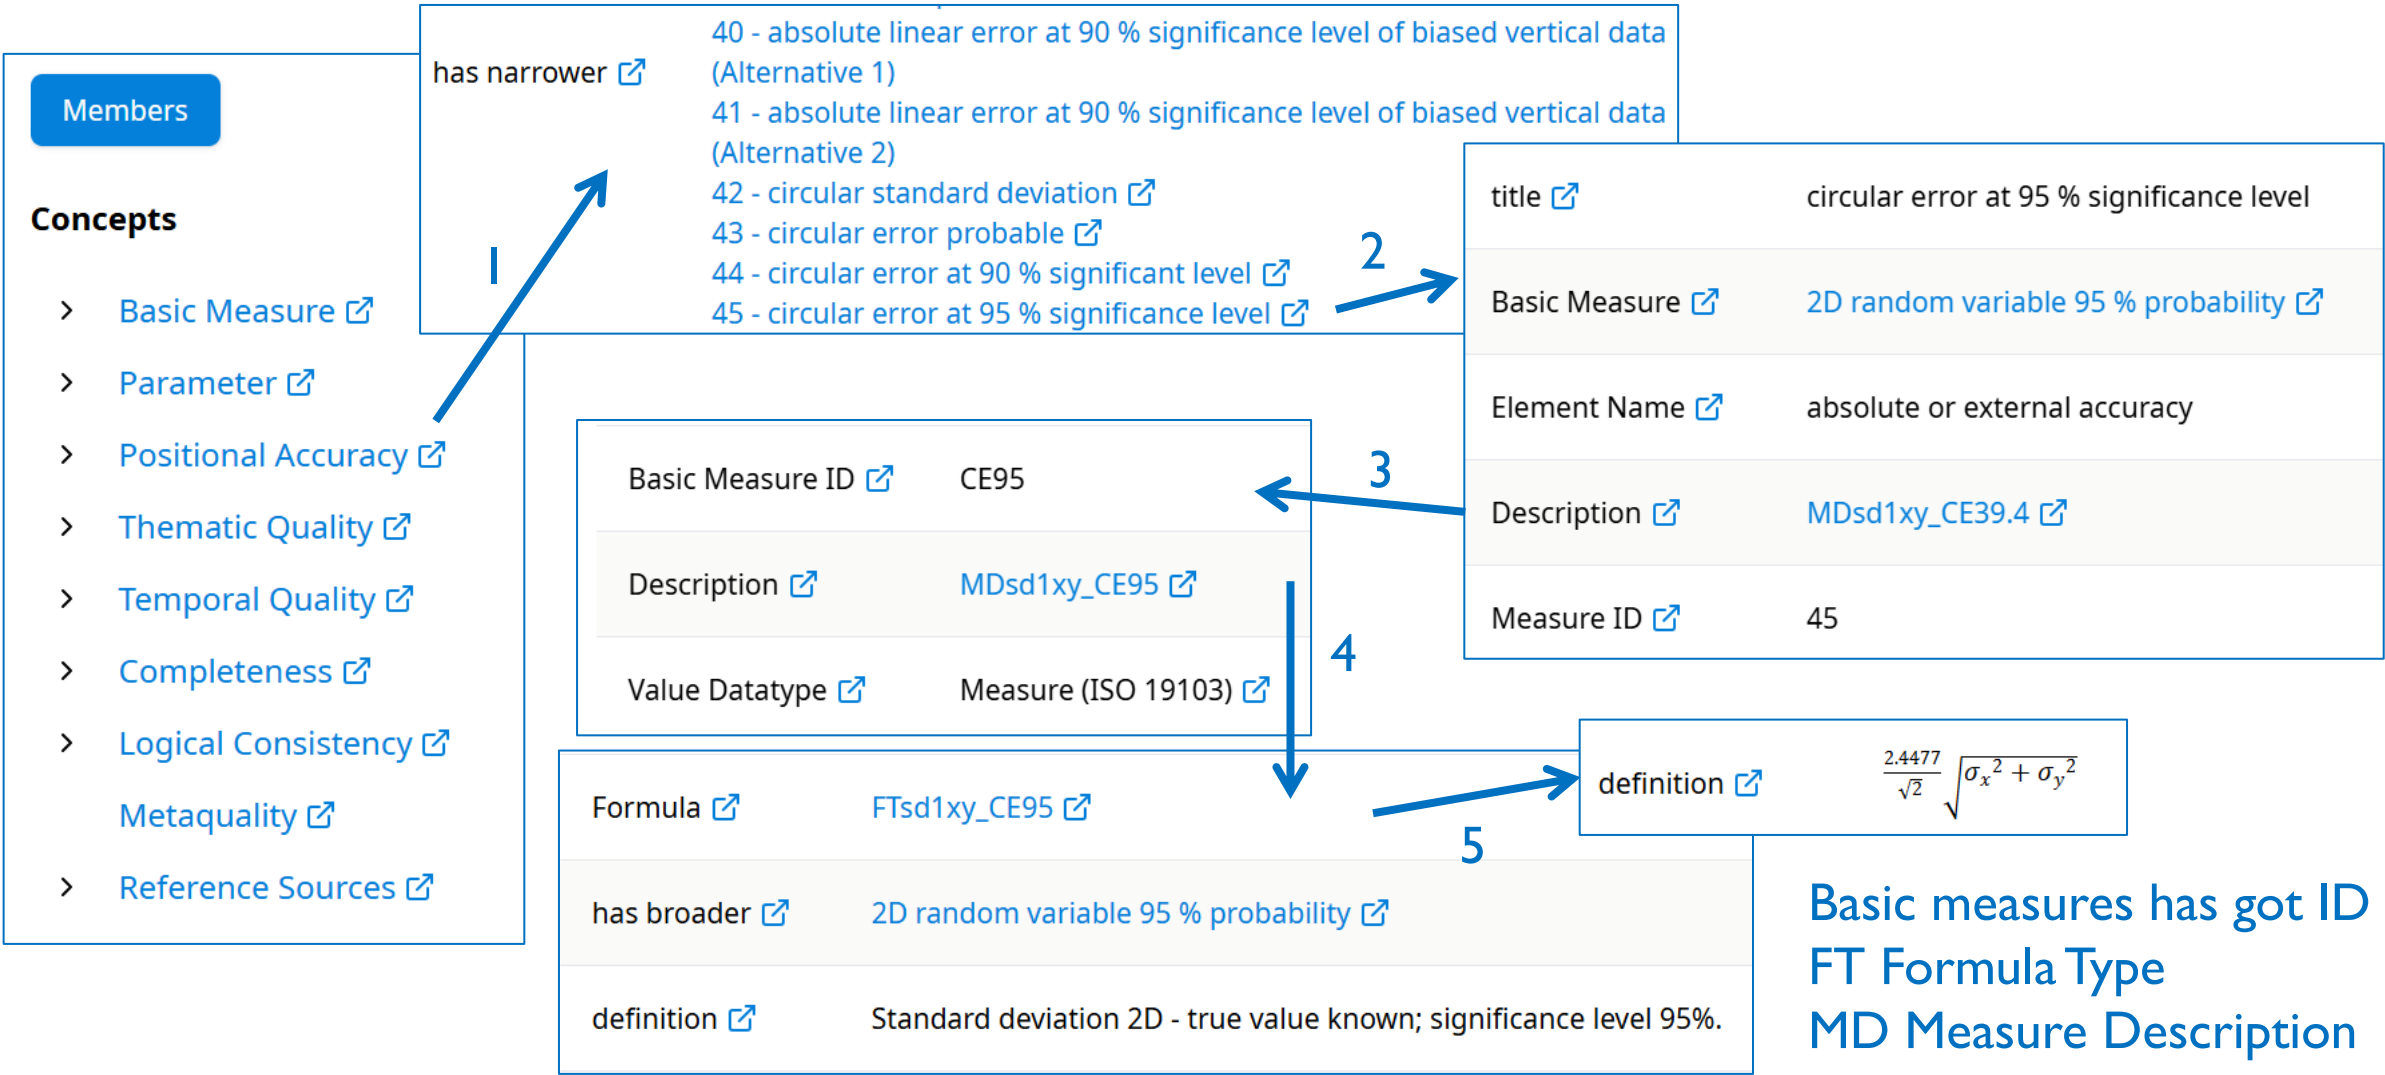 Members
Concepts
Basic Measure
Parameter
Positional Accuracy
Thematic Quality
Temporal Quality
Completeness
Logical Consistency
Metaquality
Reference Sources
1
has narrower
40 - absolute linear error at 90 % significance level of biased vertical data
(Alternative 1)
41 - absolute linear error at 90 % significance level of biased vertical data
(Alternative 2)
42 - circular standard deviation
43 - circular error probable
44 - circular error at 90 % significant level
45 - circular error at 95 % significance level
2
title circular error at 95 % significance level
Basic Measure 2D random variable 95 % probability
Element Name absolute or external accuracy
Description MDsd1xy_CE39.4
Measure ID 45
3
Basic Measure ID CE95
Description MDsd1xy_CE95
Value Datatype Measure (ISO 19103)
4
Formula FTsd1xy_CE95
has broader 2D random variable 95 % probability
definition Standard deviation 2D - true value known; significance level 95%.
5
definition 2.4477/√2 √(σx² + σy²)
Basic measures has got ID
FT Formula Type
MD Measure Description